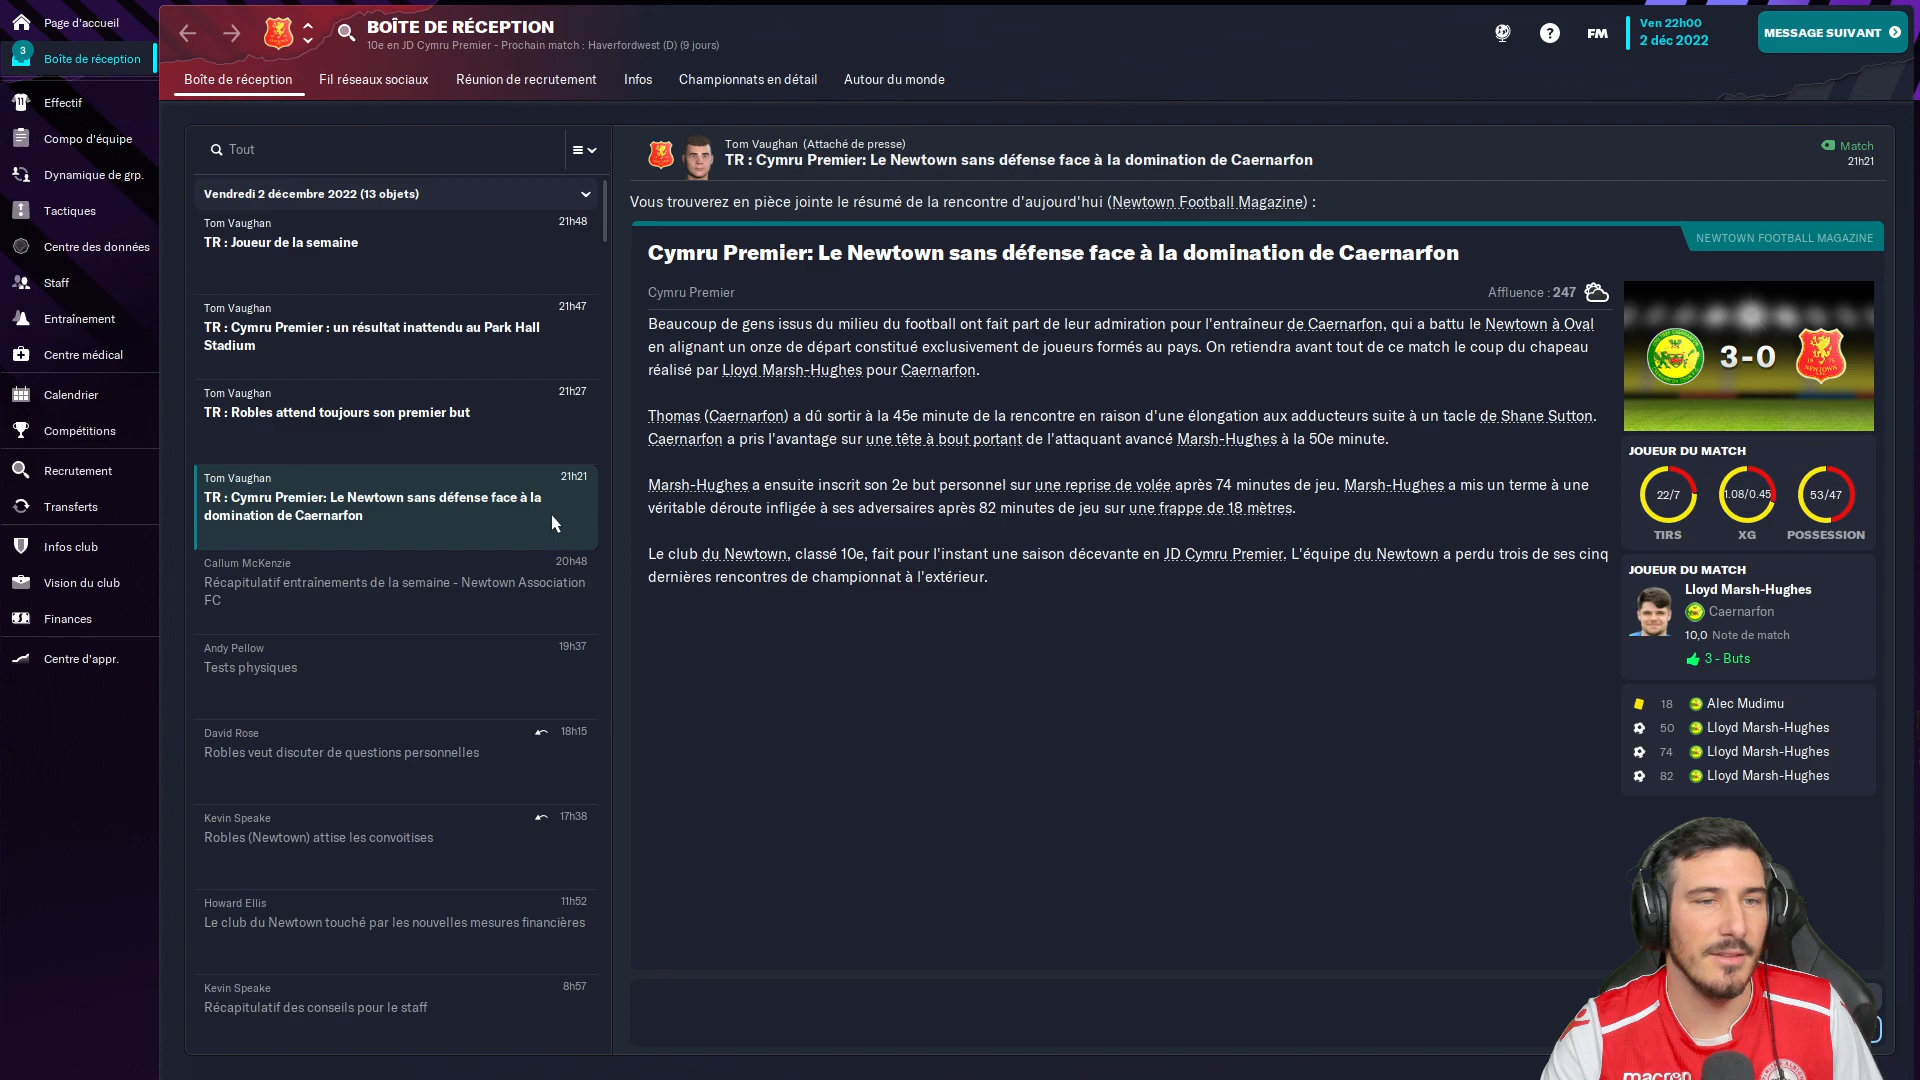 Page d'accueil
3
Boîte de réception
Effectif
Compo d'équipe
Dynamique de grp.
Tactiques
Centre des données
Staff
Entraînement
Centre médical
Calendrier
Compétitions
Recrutement
Transferts
Infos club
Vision du club
Finances
Centre d'appr.
BOÎTE DE RÉCEPTION
10e en JD Cymru Premier - Prochain match : Haverfordwest (D) (9 jours)
FM
Ven 22h00
2 déc 2022
MESSAGE SUIVANT
Boîte de réception
Fil réseaux sociaux
Réunion de recrutement
Infos
Championnats en détail
Autour du monde
Tout
Vendredi 2 décembre 2022 (13 objets)
Tom Vaughan 21h48
TR : Joueur de la semaine
Tom Vaughan 21h47
TR : Cymru Premier : un résultat inattendu au Park Hall
Stadium
Tom Vaughan 21h27
TR : Robles attend toujours son premier but
Tom Vaughan 21h21
TR : Cymru Premier: Le Newtown sans défense face à la
domination de Caernarfon
Callum McKenzie 20h48
Récapitulatif entraînements de la semaine - Newtown Association
FC
Andy Pellow 19h37
Tests physiques
David Rose 18h15
Robles veut discuter de questions personnelles
Kevin Speake 17h38
Robles (Newtown) attise les convoitises
Howard Ellis 11h52
Le club du Newtown touché par les nouvelles mesures financières
Kevin Speake 8h57
Récapitulatif des conseils pour le staff
Tom Vaughan (Attaché de presse)
TR : Cymru Premier: Le Newtown sans défense face à la domination de Caernarfon
Match
21h21
Vous trouverez en pièce jointe le résumé de la rencontre d'aujourd'hui (Newtown Football Magazine) :
NEWTOWN FOOTBALL MAGAZINE
Cymru Premier: Le Newtown sans défense face à la domination de Caernarfon
Cymru Premier
Affluence : 247
Beaucoup de gens issus du milieu du football ont fait part de leur admiration pour l'entraîneur de Caernarfon, qui a battu le Newtown à Oval
en alignant un onze de départ constitué exclusivement de joueurs formés au pays. On retiendra avant tout de ce match le coup du chapeau
réalisé par Lloyd Marsh-Hughes pour Caernarfon.
Thomas (Caernarfon) a dû sortir à la 45e minute de la rencontre en raison d'une élongation aux adducteurs suite à un tacle de Shane Sutton.
Caernarfon a pris l'avantage sur une tête à bout portant de l'attaquant avancé Marsh-Hughes à la 50e minute.
Marsh-Hughes a ensuite inscrit son 2e but personnel sur une reprise de volée après 74 minutes de jeu. Marsh-Hughes a mis un terme à une
véritable déroute infligée à ses adversaires après 82 minutes de jeu sur une frappe de 18 mètres.
Le club du Newtown, classé 10e, fait pour l'instant une saison décevante en JD Cymru Premier. L'équipe du Newtown a perdu trois de ses cinq
dernières rencontres de championnat à l'extérieur.
3-0
NEWTOWN
JOUEUR DU MATCH
22/7
1.08/0.45
53/47
TIRS
XG
POSSESSION
JOUEUR DU MATCH
Lloyd Marsh-Hughes
Caernarfon
10,0 Note de match
3 - Buts
18 Alec Mudimu
50 Lloyd Marsh-Hughes
74 Lloyd Marsh-Hughes
82 Lloyd Marsh-Hughes
macron